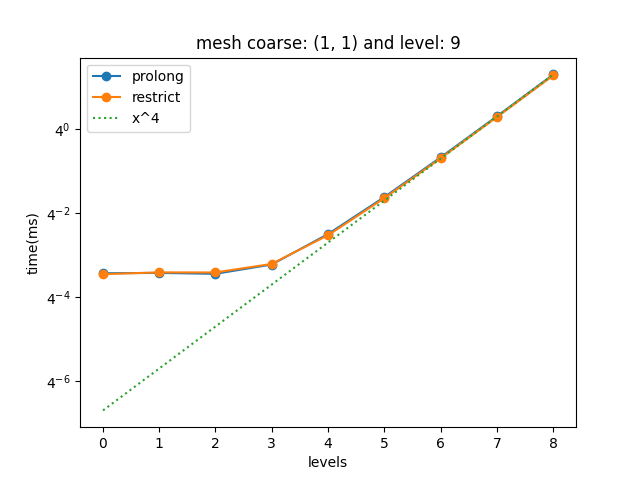 mesh coarse: (1, 1) and level: 9
prolong
restrict
x^4
4^0
4^-2
4^-4
4^-6
time(ms)
0 1 2 3 4 5 6 7 8
levels